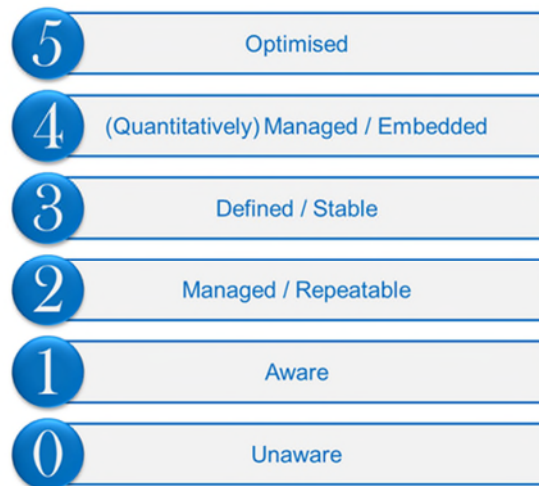 5 Optimised
4 (Quantitatively) Managed / Embedded
3 Defined / Stable
2 Managed / Repeatable
1 Aware
0 Unaware